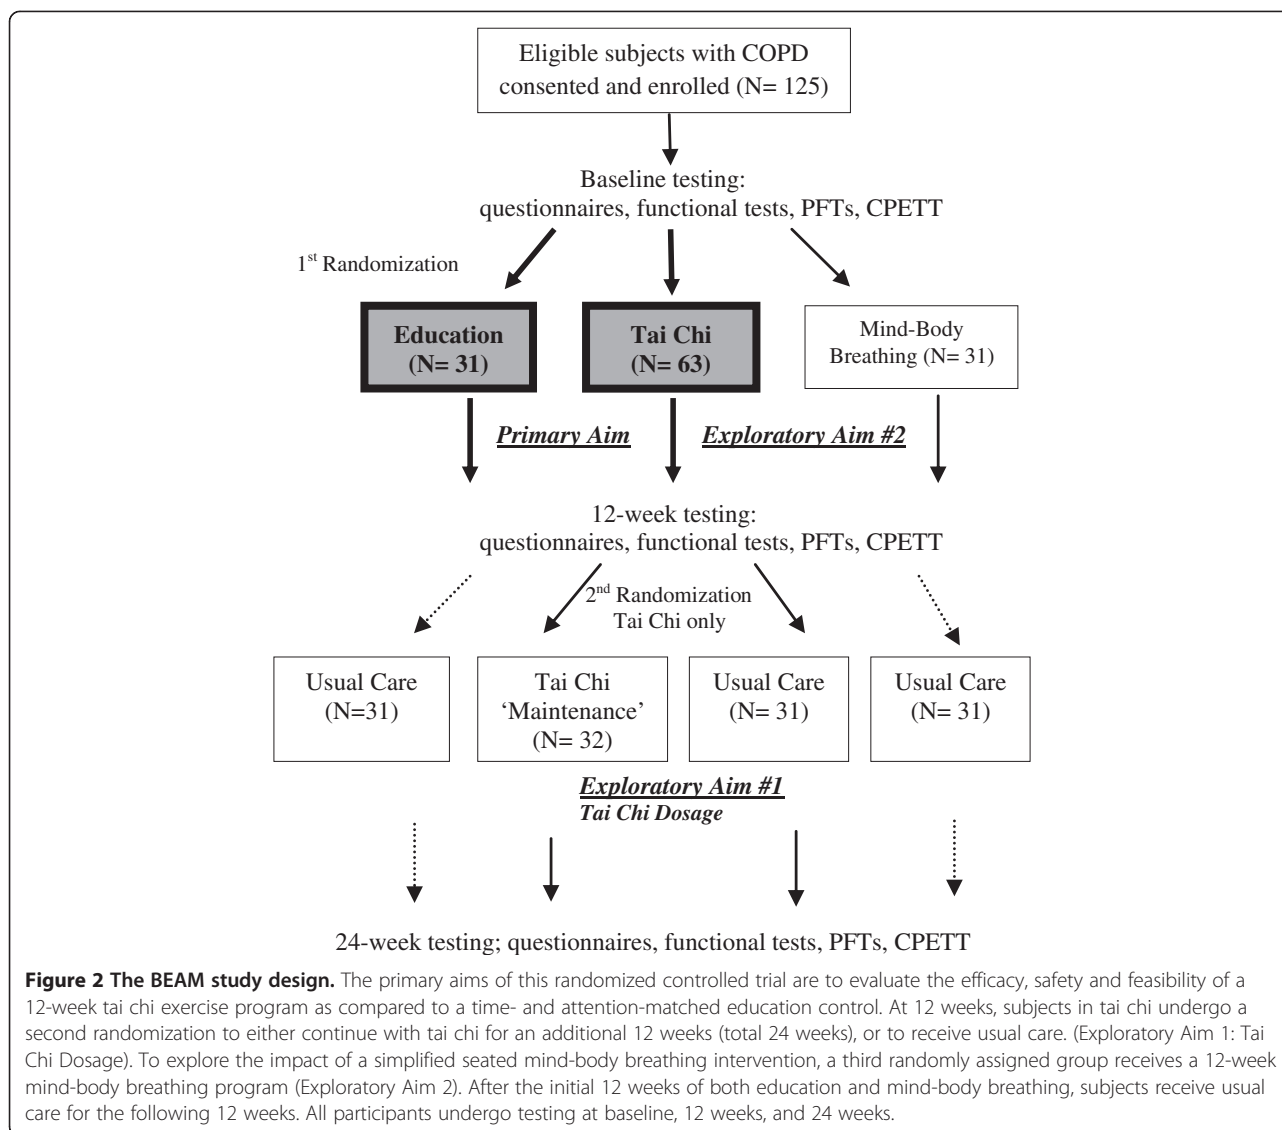 Eligible subjects with COPD
consented and enrolled (N= 125)
Baseline testing:
questionnaires, functional tests, PFTs, CPETT
1st Randomization
Education
(N= 31)
Tai Chi
(N= 63)
Mind-Body
Breathing (N= 31)
Primary Aim
Exploratory Aim #2
12-week testing:
questionnaires, functional tests, PFTs, CPETT
2nd Randomization
Tai Chi only
Usual Care
(N=31)
Tai Chi
‘Maintenance’
(N= 32)
Usual Care
(N= 31)
Usual Care
(N= 31)
Exploratory Aim #1
Tai Chi Dosage
24-week testing; questionnaires, functional tests, PFTs, CPETT
Figure 2 The BEAM study design. The primary aims of this randomized controlled trial are to evaluate the efficacy, safety and feasibility of a
12-week tai chi exercise program as compared to a time- and attention-matched education control. At 12 weeks, subjects in tai chi undergo a
second randomization to either continue with tai chi for an additional 12 weeks (total 24 weeks), or to receive usual care. (Exploratory Aim 1: Tai
Chi Dosage). To explore the impact of a simplified seated mind-body breathing intervention, a third randomly assigned group receives a 12-week
mind-body breathing program (Exploratory Aim 2). After the initial 12 weeks of both education and mind-body breathing, subjects receive usual
care for the following 12 weeks. All participants undergo testing at baseline, 12 weeks, and 24 weeks.